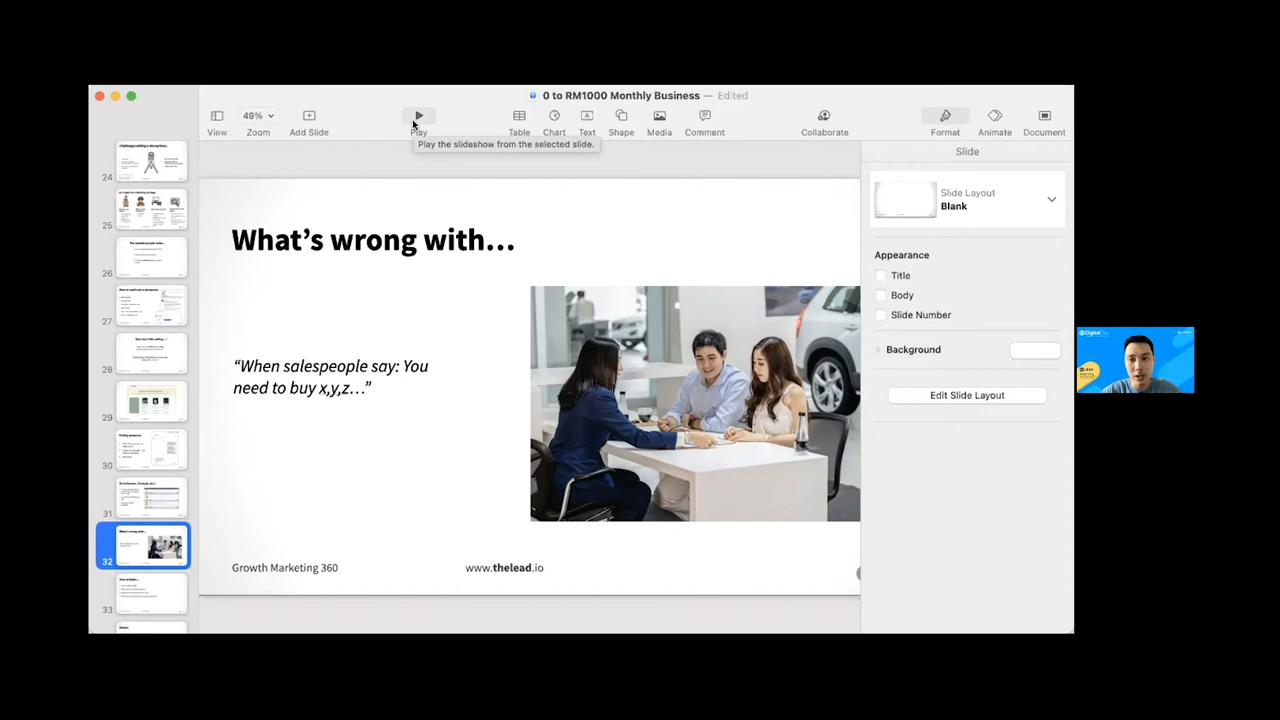 0 to RM1000 Monthly Business — Edited
View
49%
Zoom
Add Slide
Play
Table
Chart
Text
Shape
Media
Comment
Collaborate
Format
Animate
Document
Play the slideshow from the selected slide.
24
25
26
27
28
29
30
31
32
33
What's wrong with...
What’s wrong with…
“When salespeople say: You
need to buy x,y,z…”
Growth Marketing 360
www.thelead.io
Slide
Slide Layout
Blank
Appearance
Title
Body
Slide Number
Background
Edit Slide Layout